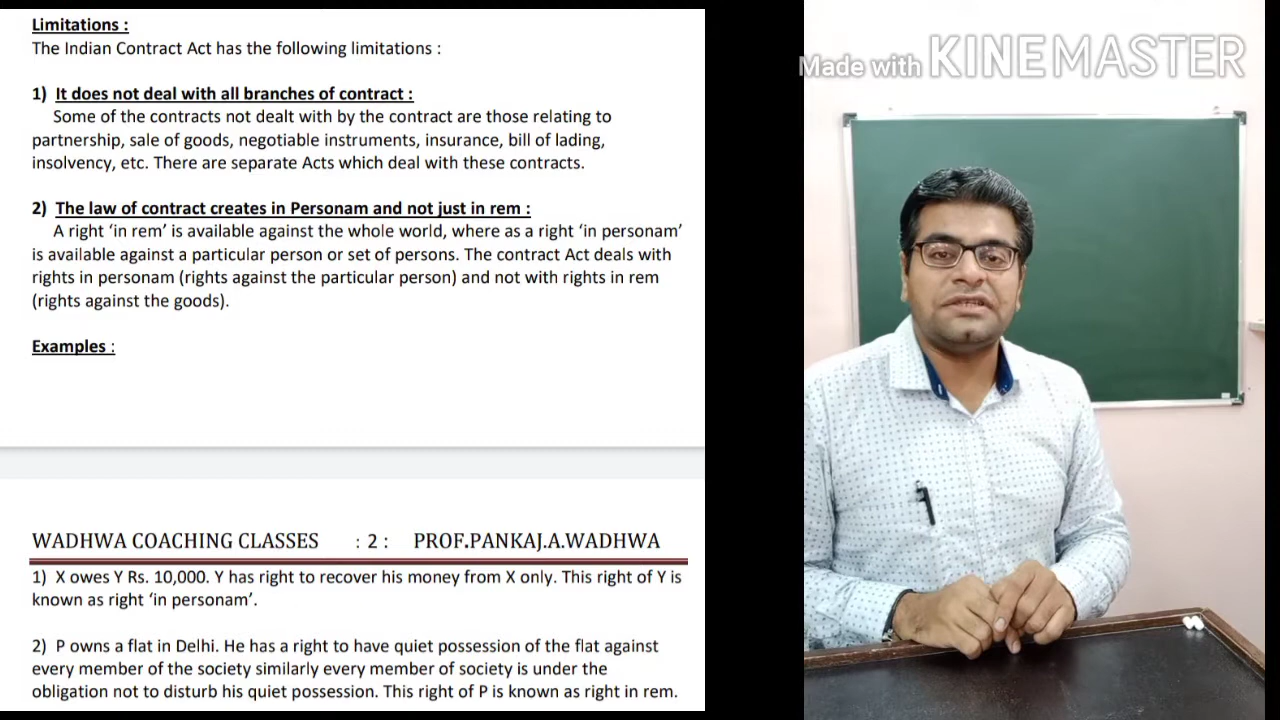 Limitations :
The Indian Contract Act has the following limitations :
1) It does not deal with all branches of contract :
Some of the contracts not dealt with by the contract are those relating to
partnership, sale of goods, negotiable instruments, insurance, bill of lading,
insolvency, etc. There are separate Acts which deal with these contracts.
2) The law of contract creates in Personam and not just in rem :
A right ‘in rem’ is available against the whole world, where as a right ‘in personam’
is available against a particular person or set of persons. The contract Act deals with
rights in personam (rights against the particular person) and not with rights in rem
(rights against the goods).
Examples :
WADHWA COACHING CLASSES : 2 : PROF.PANKAJ.A.WADHWA
1) X owes Y Rs. 10,000. Y has right to recover his money from X only. This right of Y is
known as right ‘in personam’.
2) P owns a flat in Delhi. He has a right to have quiet possession of the flat against
every member of the society similarly every member of society is under the
obligation not to disturb his quiet possession. This right of P is known as right in rem.
Made with KINEMASTER